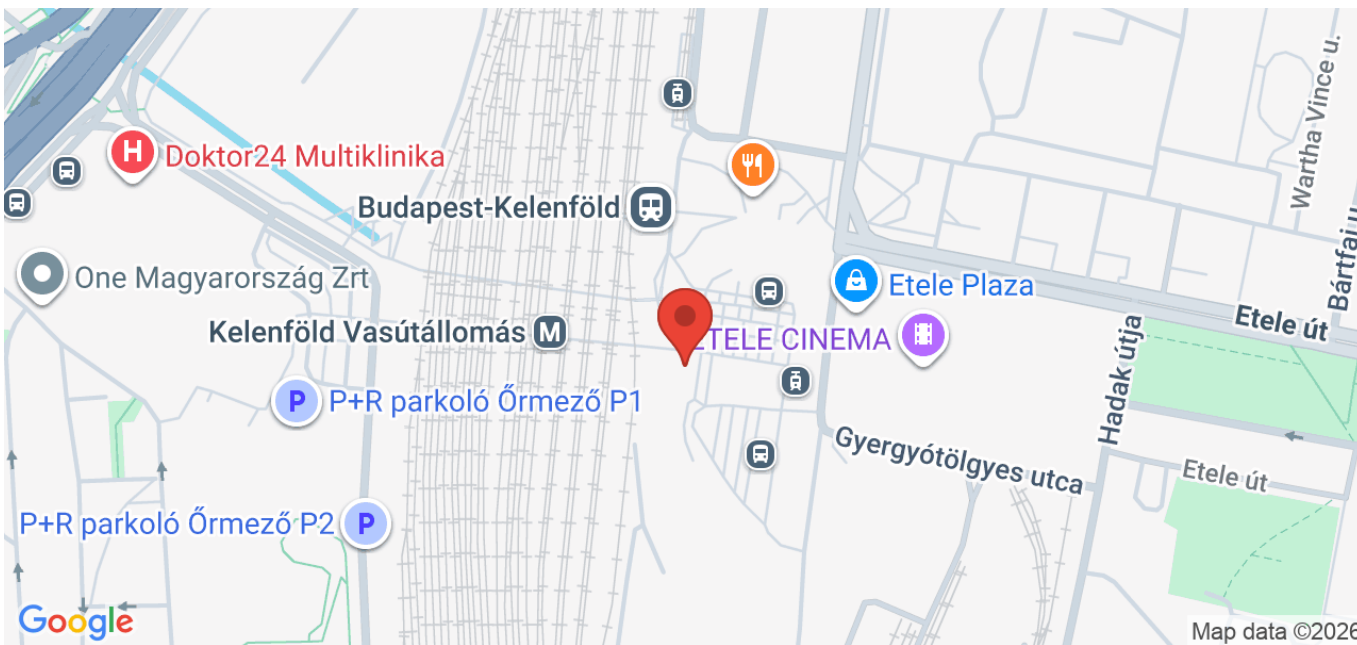 Wartha Vince u.
Doktor24 Multiklinika
Budapest-Kelenföld
Bártfai u.
One Magyarország Zrt
Etele Plaza
Kelenföld Vasútállomás M
ETELE CINEMA
Etele út
Hadak útja
P P+R parkoló Őrmező P1
Gyergyótölgyes utca
Etele út
P+R parkoló Őrmező P2 P
Google
Map data ©2026